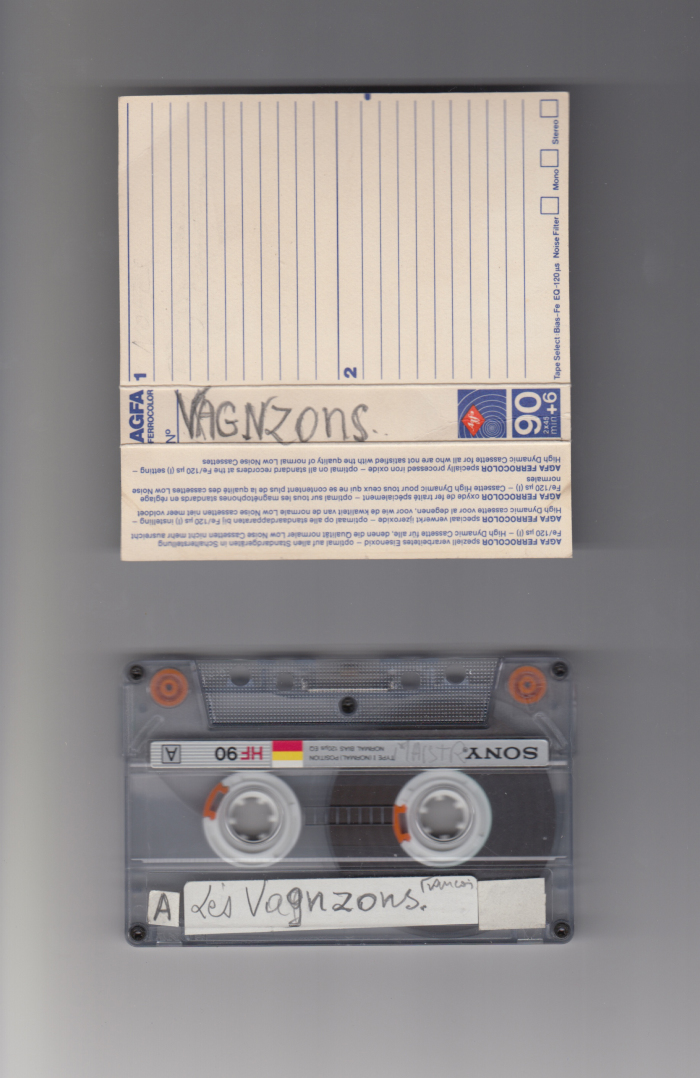 1
2
Stereo
Mono
Noise Filter
Tape Select: Bias-Fe EQ-120 µs
AGFA
FERROCOLOR
Nº
VAGNZONS.
90
2x45
min +6
AGFA FERROCOLOR speziell verarbeitetes Eisenoxid – optimal auf allen Standardgeräten in Schalterstellung
Fe/120 µs (I) – High Dynamic Cassette für alle, denen die Qualität normaler Low Noise Cassetten nicht mehr ausreicht
AGFA FERROCOLOR speciaal verwerkt ijzeroxide – optimaal op alle standaardapparaten bij Fe/120 µs (I) instelling –
High Dynamic cassette voor al degenen, voor wie de kwaliteit van de normale Low Noise cassetten niet meer voldoet
AGFA FERROCOLOR oxyde de fer traité spécialement – optimal sur tous les magnétophones standard en réglage
Fe/120 µs (I) – Cassette High Dynamic pour tous ceux qui ne se contentent plus de la qualité des cassettes Low Noise
normales
AGFA FERROCOLOR specially processed iron oxide – optimal on all standard recorders at the Fe/120 µs (I) setting –
High Dynamic Cassette for all who are not satisfied with the quality of normal Low Noise Cassettes
SONY
TYPE I (NORMAL) POSITION
NORMAL BIAS 120µs EQ
HF 90
A
A
Les Vagnzons.